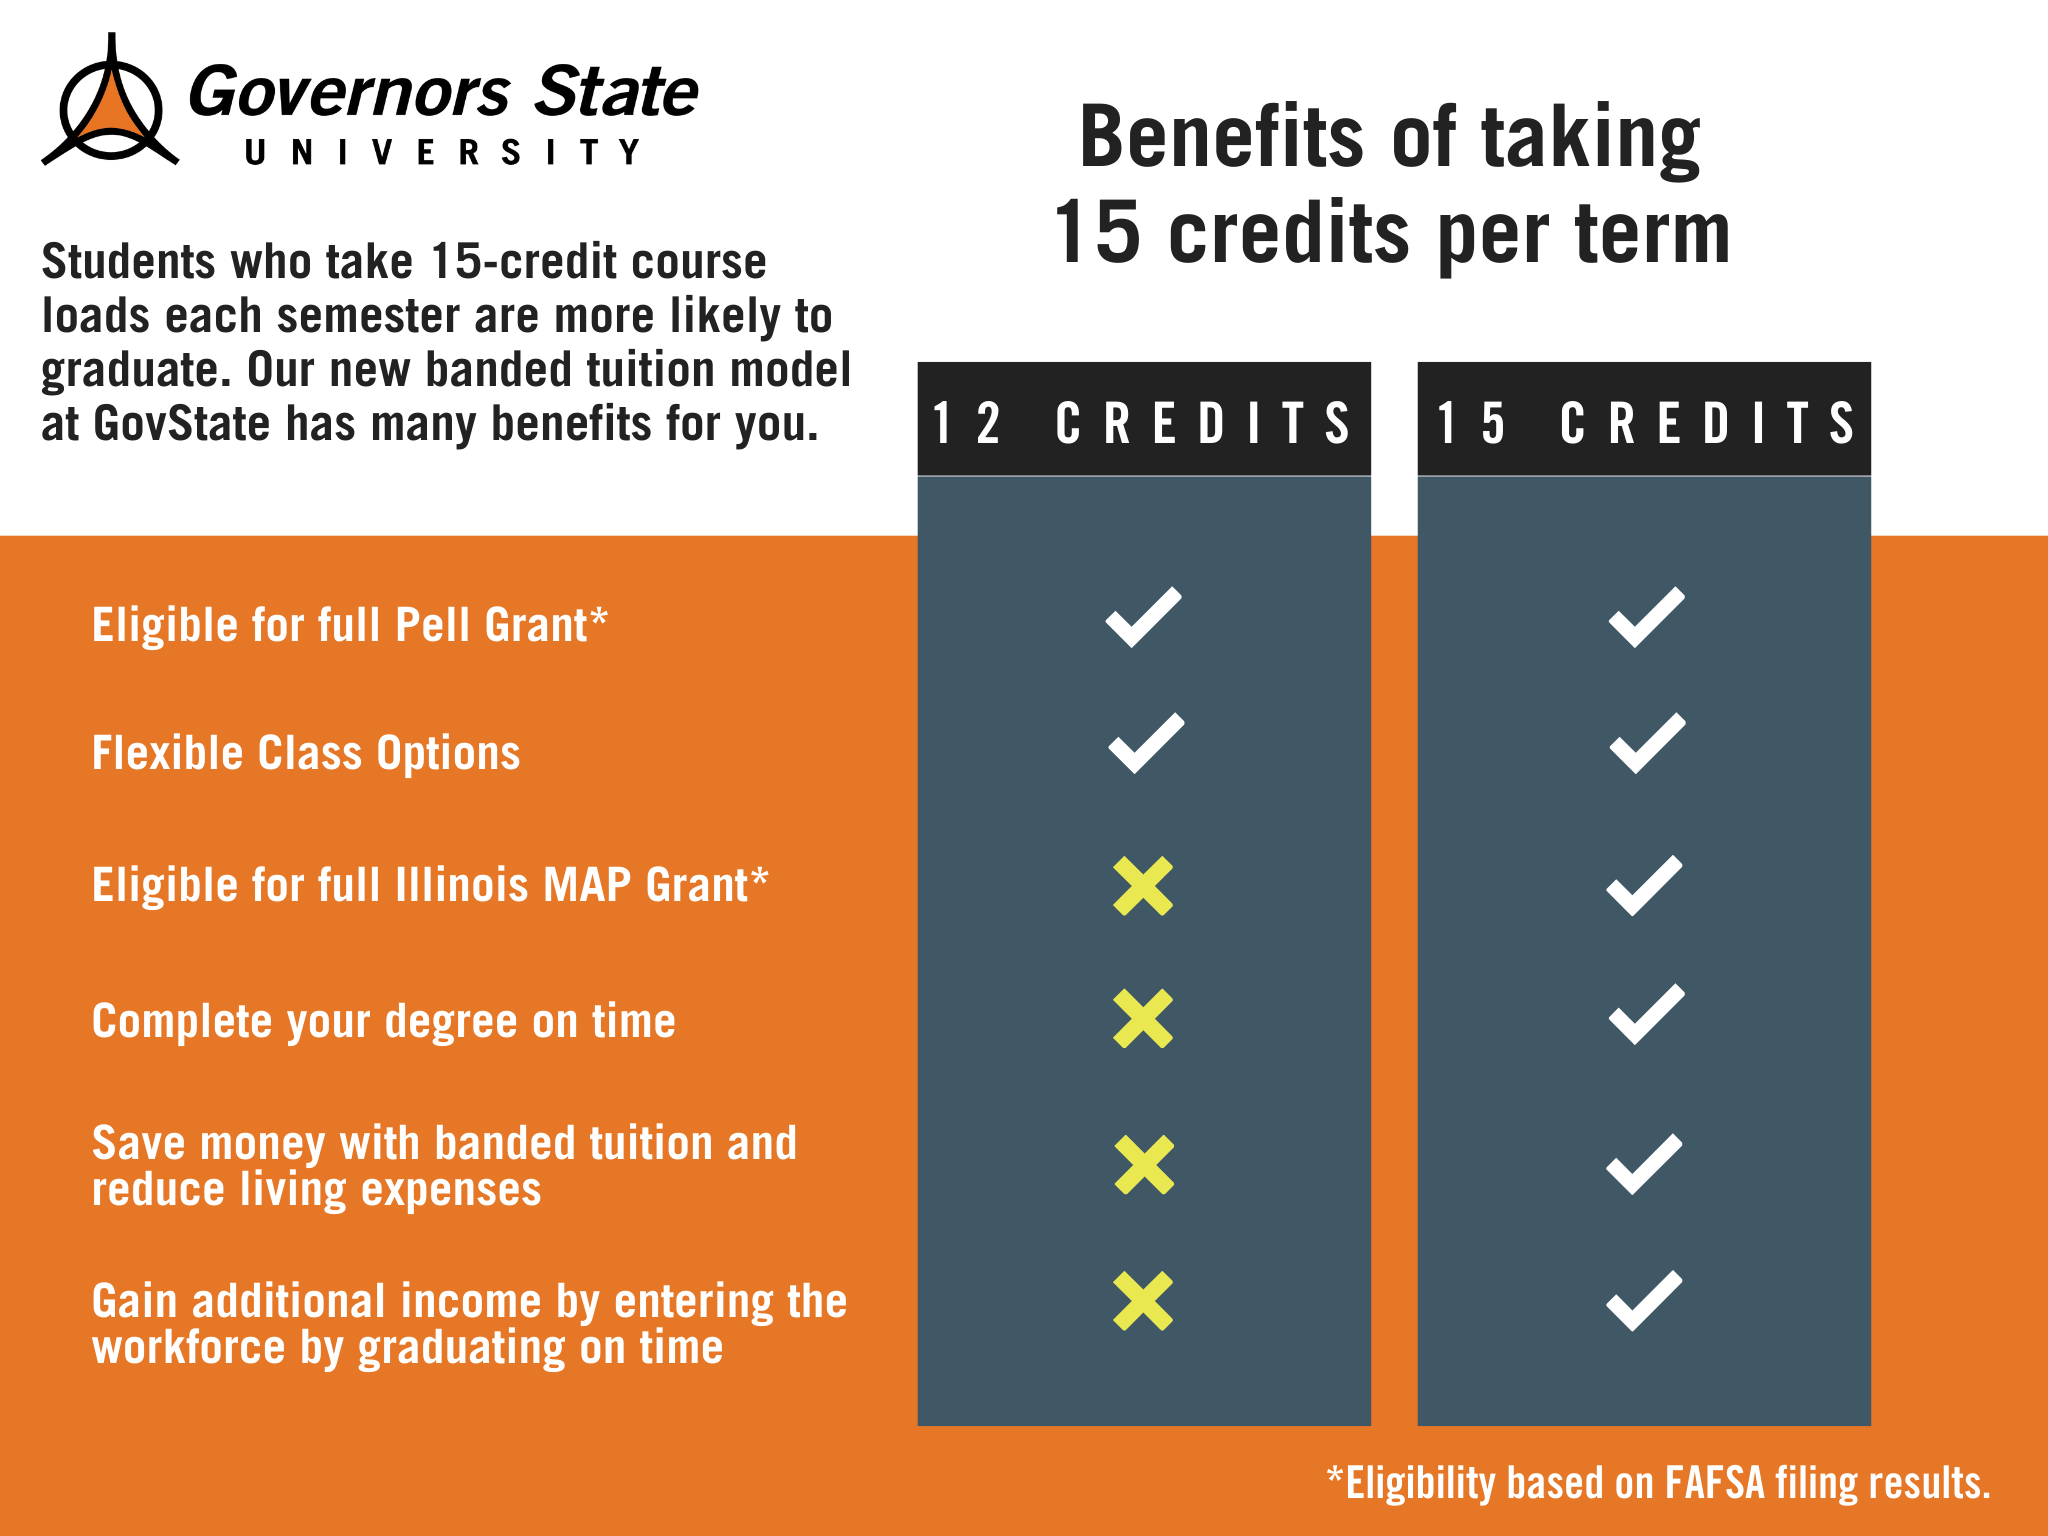 Governors State
UNIVERSITY
Students who take 15-credit course
loads each semester are more likely to
graduate. Our new banded tuition model
at GovState has many benefits for you.
Benefits of taking
15 credits per term
12 CREDITS
15 CREDITS
Eligible for full Pell Grant*
Flexible Class Options
Eligible for full Illinois MAP Grant*
Complete your degree on time
Save money with banded tuition and
reduce living expenses
Gain additional income by entering the
workforce by graduating on time
*Eligibility based on FAFSA filing results.